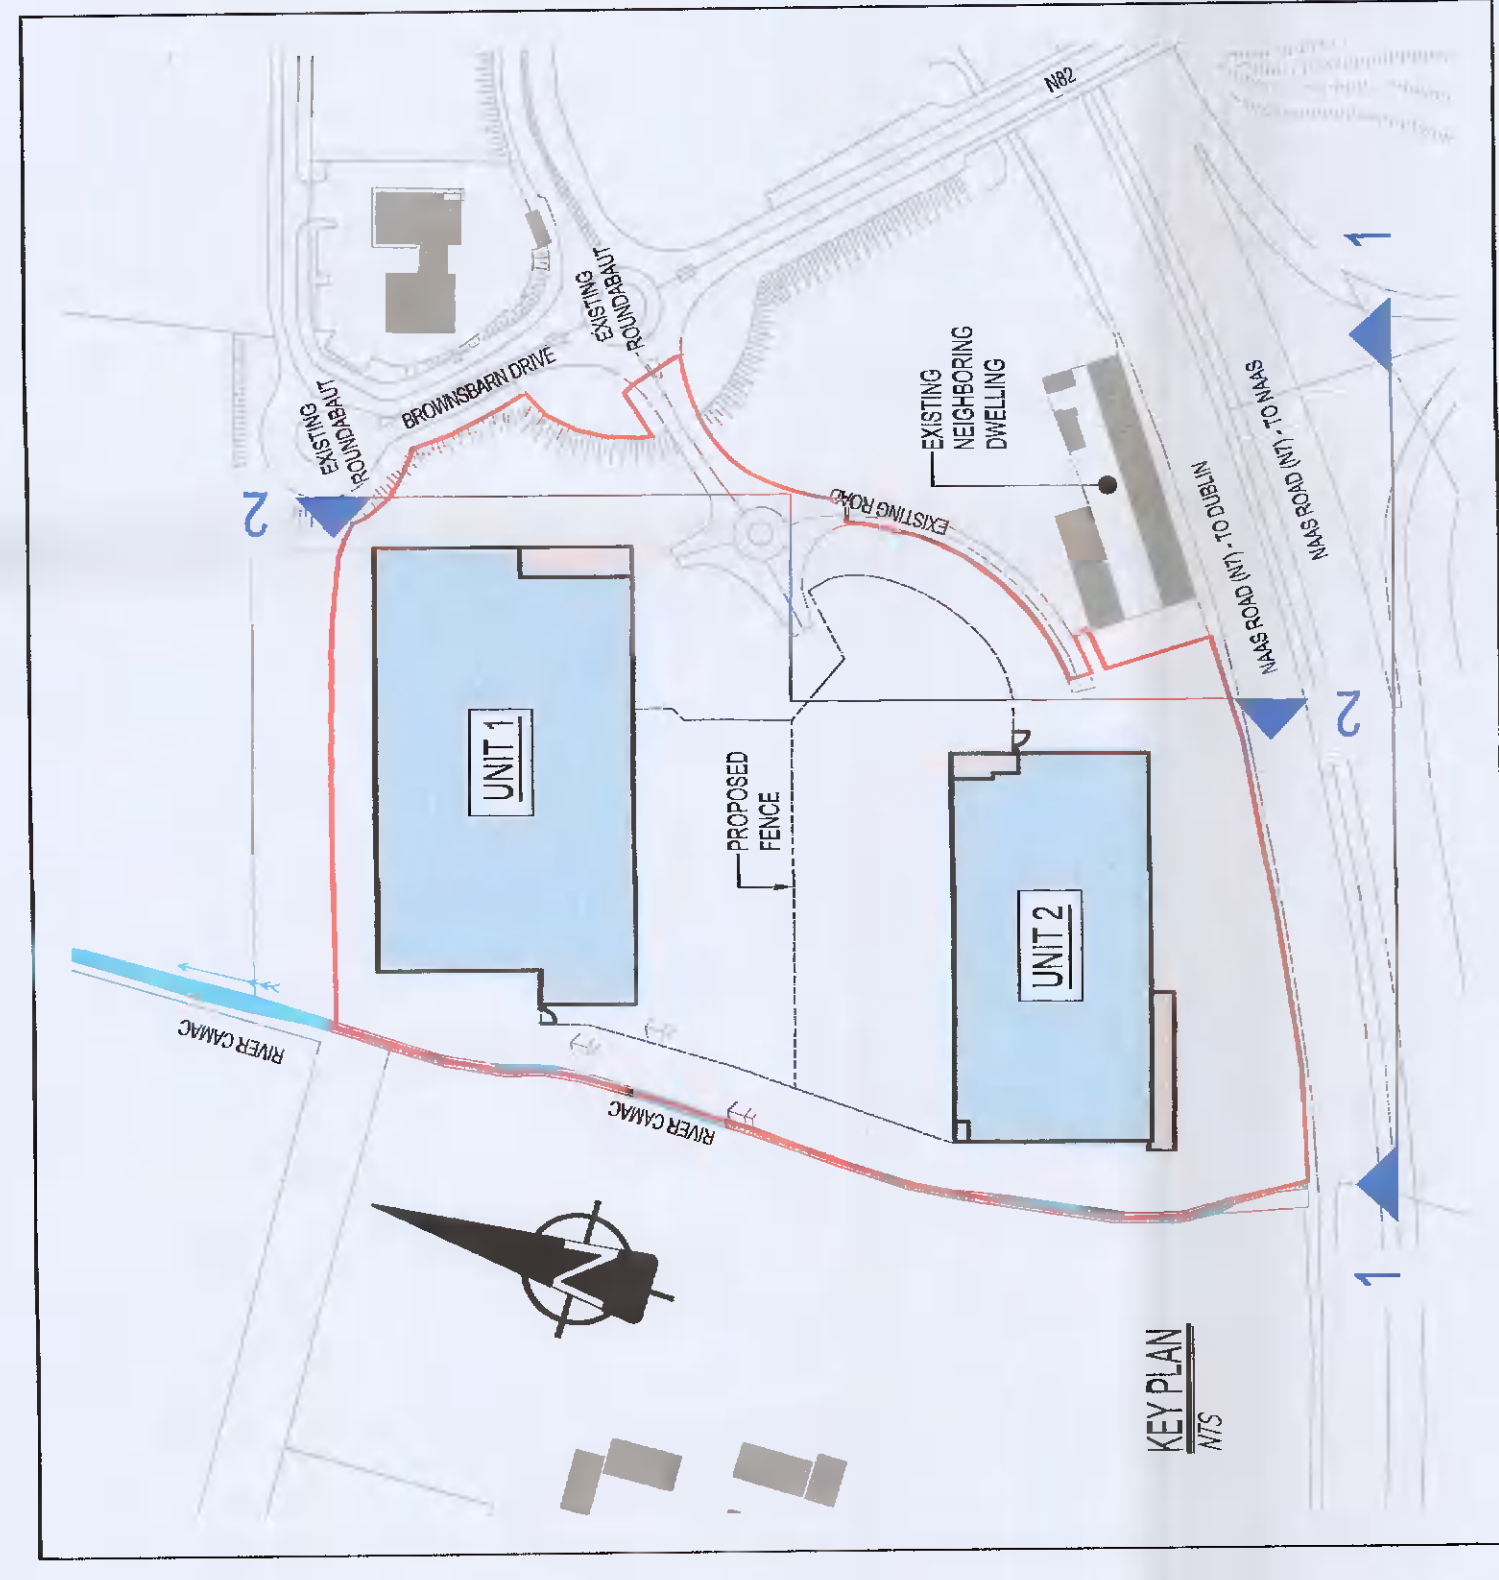 N82
EXISTING
ROUNDABAUT
EXISTING
ROUNDABAUT
BROWNSBARN DRIVE
1
2
EXISTING
NEIGHBORING
DWELLING
EXISTING ROAD
NAAS ROAD (N7) - TO DUBLIN
NAAS ROAD (N7) - TO NAAS
UNIT 1
PROPOSED
FENCE
2
UNIT 2
RIVER CAMAC
RIVER CAMAC
N
1
KEY PLAN
NTS